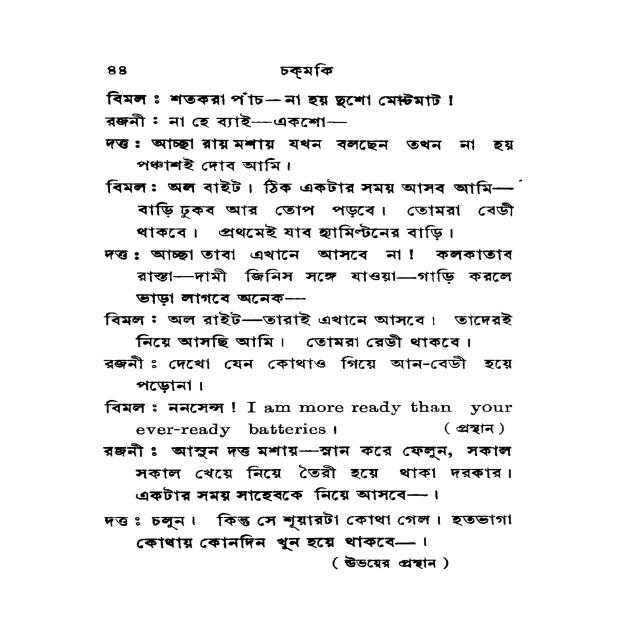 ৪৪ চক্‌মকি
বিমল : শতকরা পাঁচ—না হয় দুশো মোটমাট !
রজনী : না হে ব্যাই—একশো—
দত্ত : আচ্ছা রায় মশায় যখন বলছেন তখন না হয়
পঞ্চাশই দোব আমি।
বিমল : অল বাইট। ঠিক একটার সময় আসব আমি—
বাড়ি ঢুকব আর তোপ পড়বে। তোমরা বেডী
থাকবে। প্রথমেই যাব হ্যামিল্টনের বাড়ি।
দত্ত : আচ্ছা তাবা এখানে আসবে না ! কলকাতাব
রাস্তা—দামী জিনিস সঙ্গে যাওয়া—গাড়ি করলে
ভাড়া লাগবে অনেক—
বিমল : অল রাইট—তারাই এখানে আসবে। তাদেরই
নিয়ে আসছি আমি। তোমরা রেডী থাকবে।
রজনী : দেখো যেন কোথাও গিয়ে আন-বেডী হয়ে
পড়োনা।
বিমল : ননসেন্স ! I am more ready than your
ever-ready batteries। ( প্রস্থান )
রজনী : আসুন দত্ত মশায়—স্নান করে ফেলুন, সকাল
সকাল খেয়ে নিয়ে তৈরী হয়ে থাকা দরকার।
একটার সময় সাহেবকে নিয়ে আসবে—।
দত্ত : চলুন। কিন্তু সে শূয়ারটা কোথা গেল। হতভাগা
কোথায় কোনদিন খুন হয়ে থাকবে—।
( উভয়ের প্রস্থান )